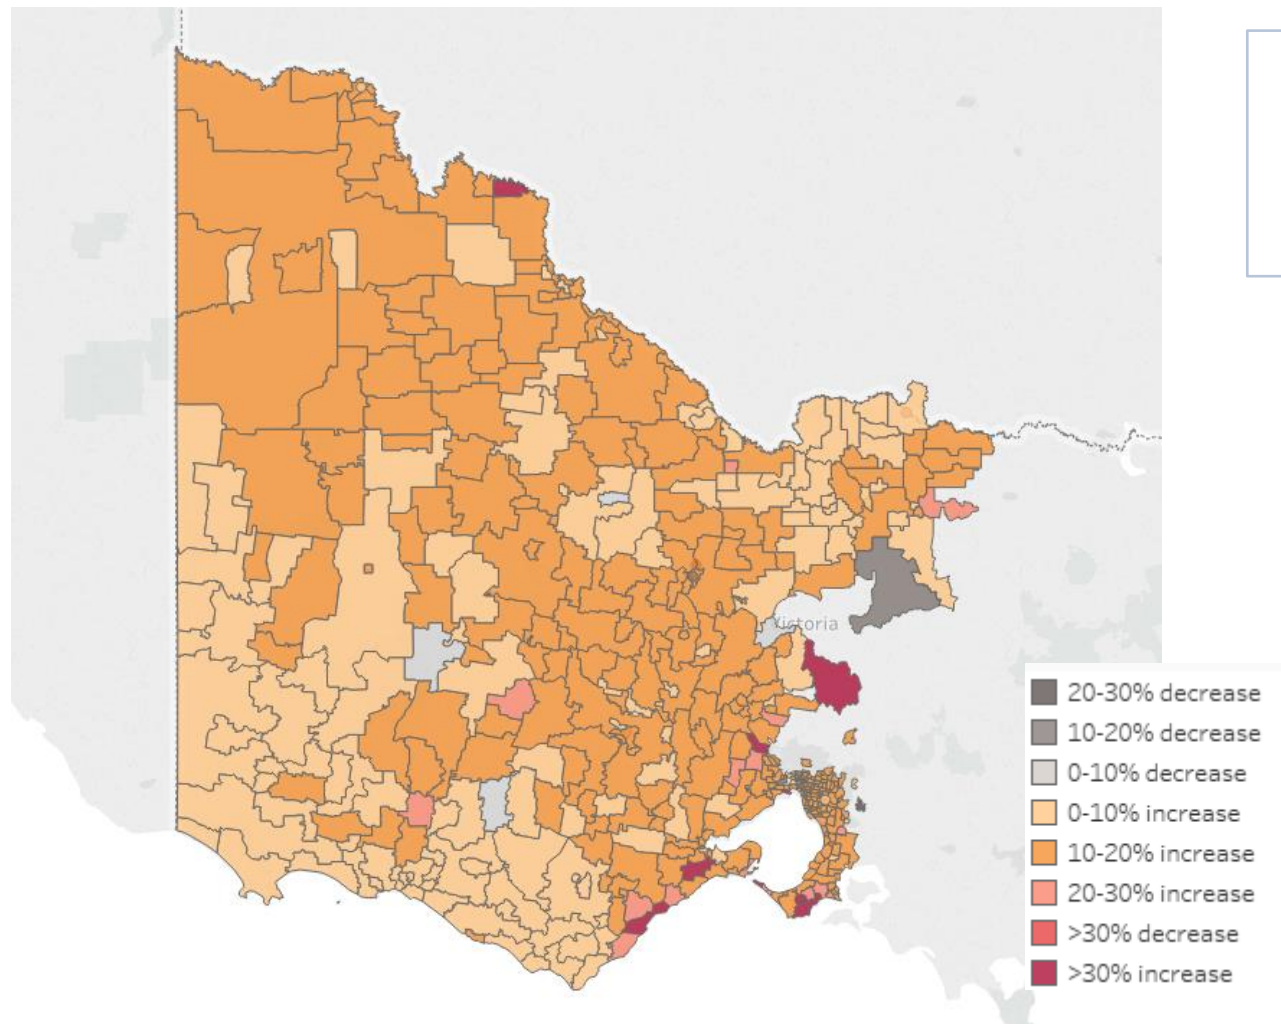 Victoria
20-30% decrease
10-20% decrease
0-10% decrease
0-10% increase
10-20% increase
20-30% increase
>30% decrease
>30% increase